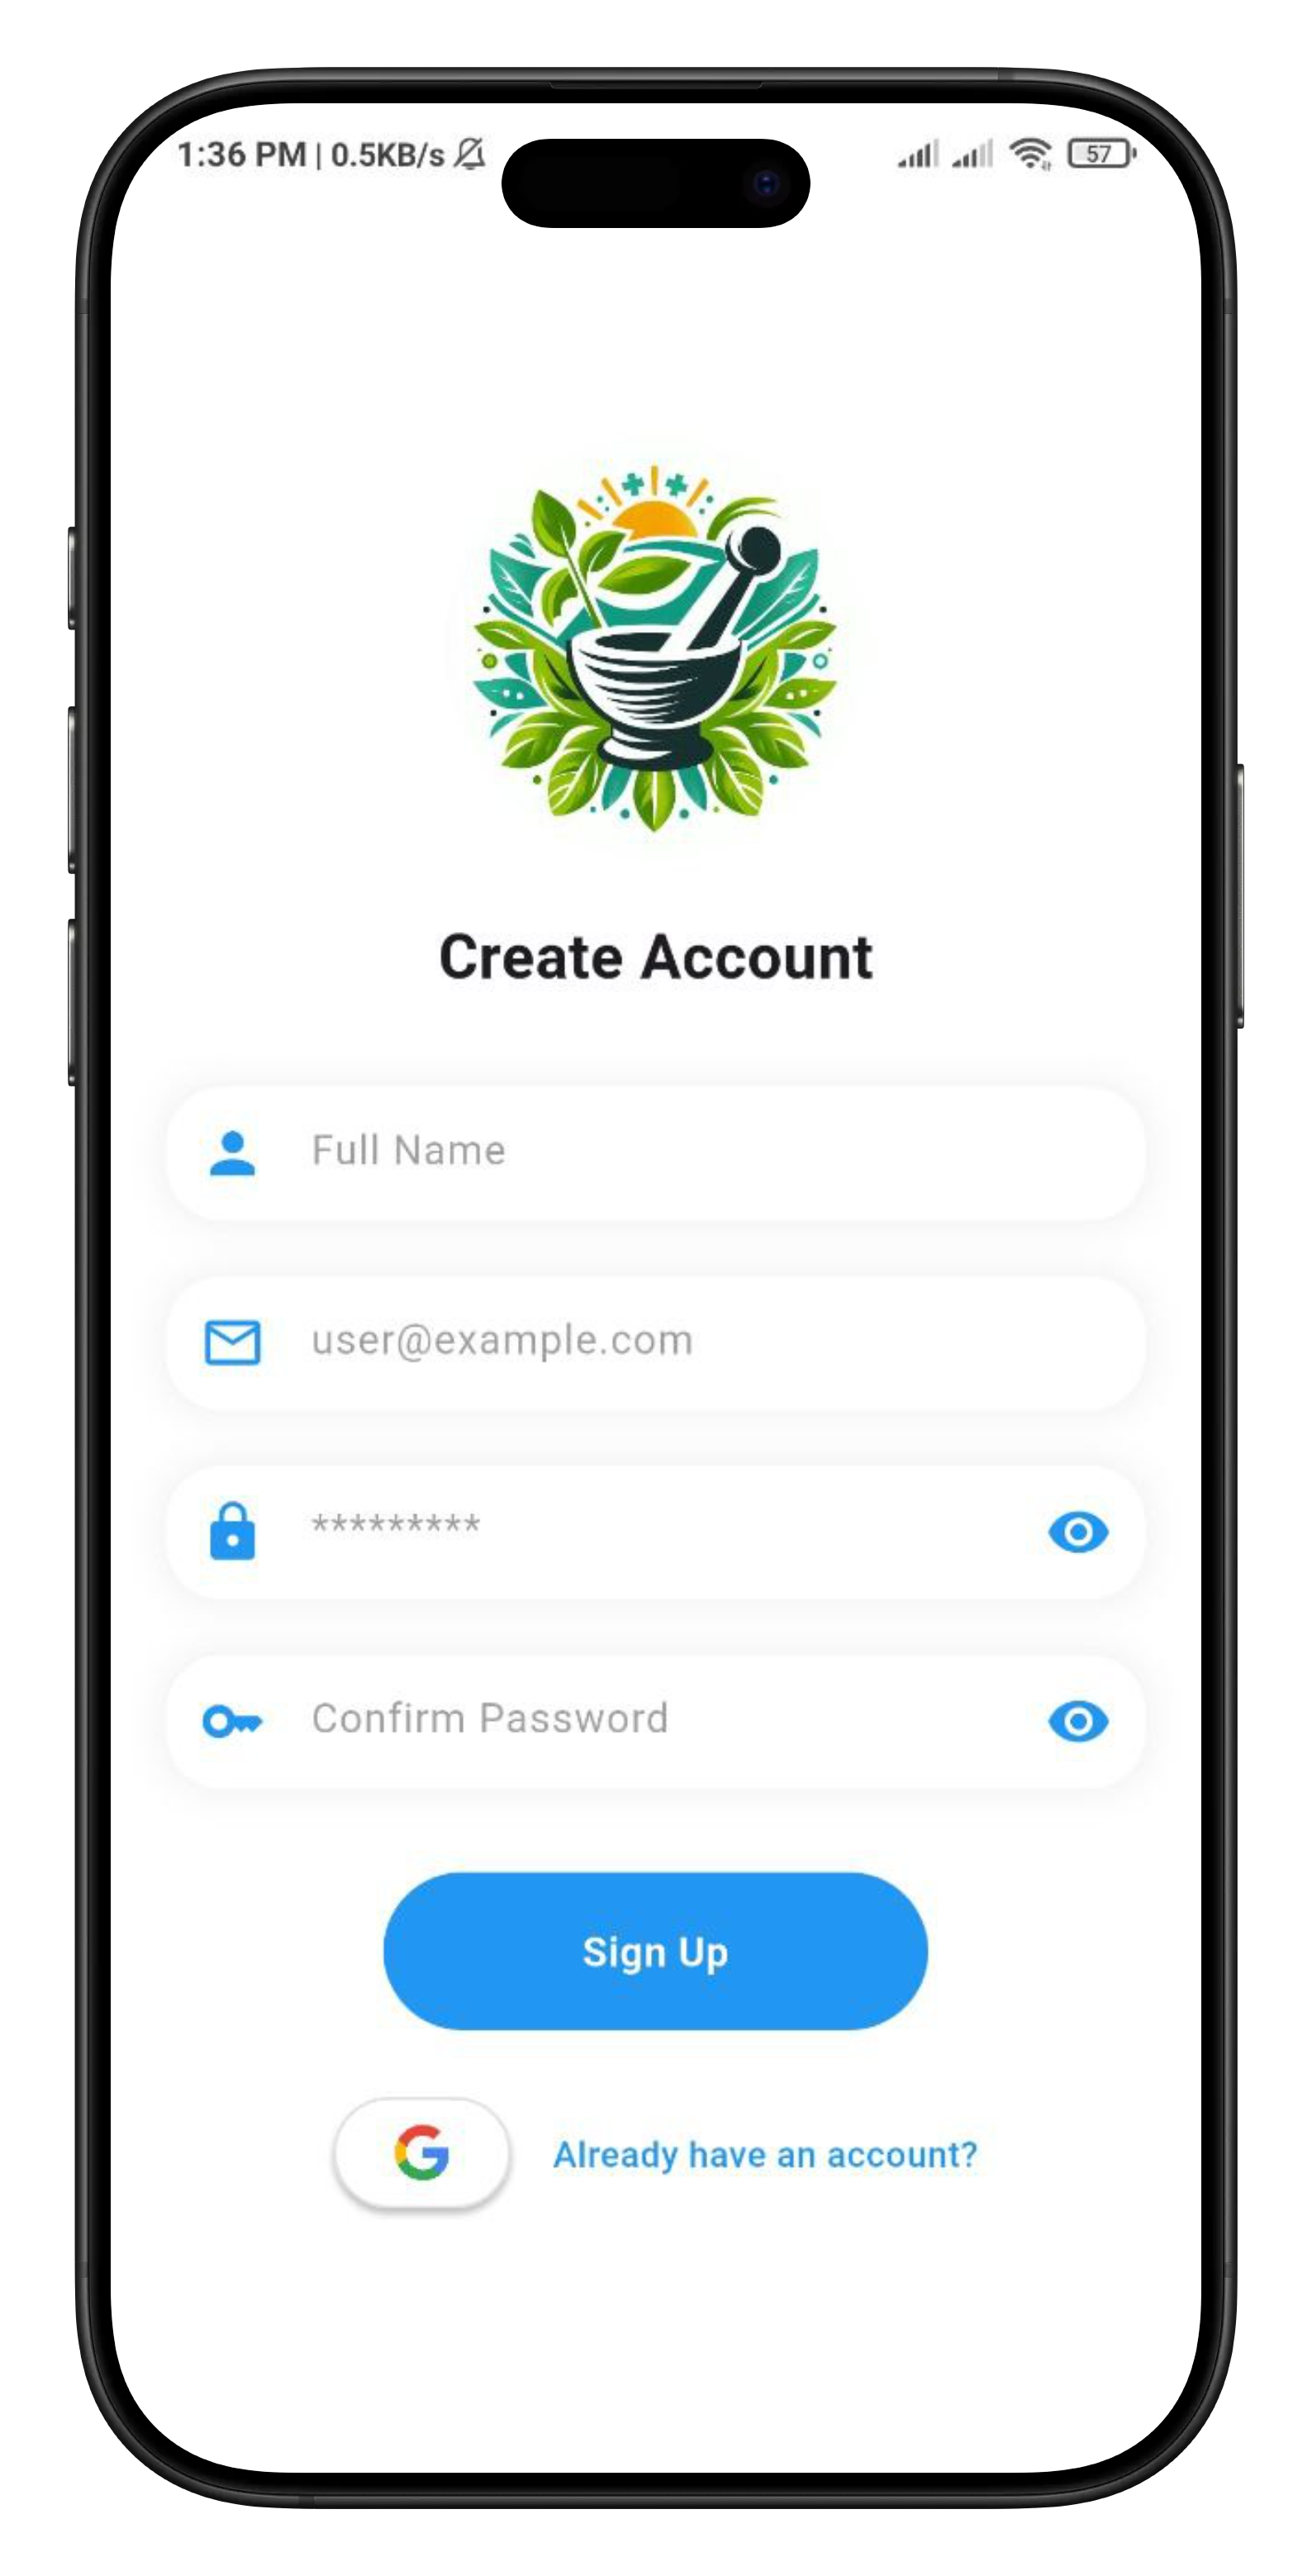 1:36 PM | 0.5KB/s
57
Create Account
Full Name
user@example.com
*********
Confirm Password
Sign Up
G
Already have an account?